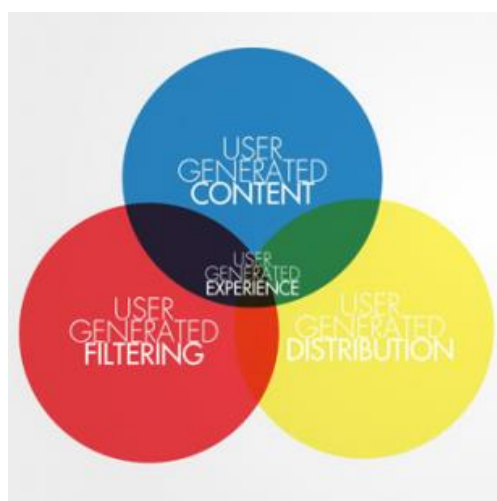 USER
GENERATED
CONTENT
USER
GENERATED
EXPERIENCE
USER
GENERATED
FILTERING
USER
GENERATED
DISTRIBUTION